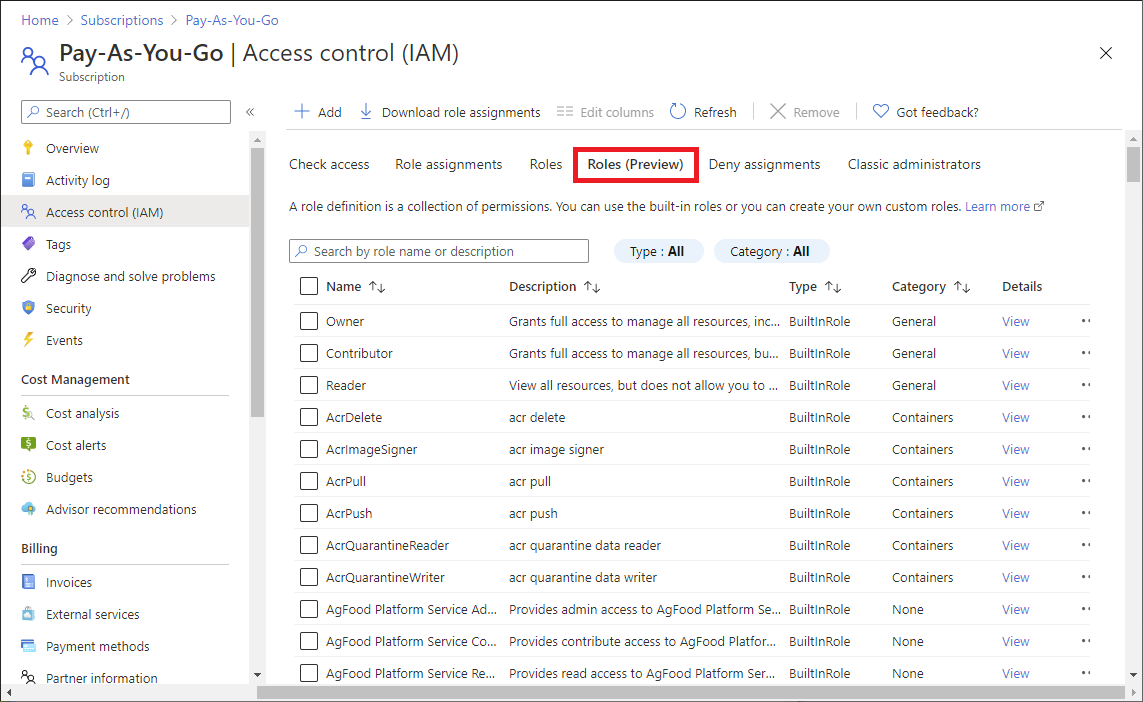 Home > Subscriptions > Pay-As-You-Go
Pay-As-You-Go | Access control (IAM)
Subscription
Search (Ctrl+/)
Overview
Activity log
Access control (IAM)
Tags
Diagnose and solve problems
Security
Events
Cost Management
Cost analysis
Cost alerts
Budgets
Advisor recommendations
Billing
Invoices
External services
Payment methods
Partner information
Add Download role assignments Edit columns Refresh Remove Got feedback?
Check access Role assignments Roles Roles (Preview) Deny assignments Classic administrators
A role definition is a collection of permissions. You can use the built-in roles or you can create your own custom roles. Learn more
Search by role name or description Type : All Category : All
Name Description Type Category Details
Owner Grants full access to manage all resources, inc... BuiltInRole General View
Contributor Grants full access to manage all resources, bu... BuiltInRole General View
Reader View all resources, but does not allow you to ... BuiltInRole General View
AcrDelete acr delete BuiltInRole Containers View
AcrImageSigner acr image signer BuiltInRole Containers View
AcrPull acr pull BuiltInRole Containers View
AcrPush acr push BuiltInRole Containers View
AcrQuarantineReader acr quarantine data reader BuiltInRole Containers View
AcrQuarantineWriter acr quarantine data writer BuiltInRole Containers View
AgFood Platform Service Ad... Provides admin access to AgFood Platform Se... BuiltInRole None View
AgFood Platform Service Co... Provides contribute access to AgFood Platfor... BuiltInRole None View
AgFood Platform Service Re... Provides read access to AgFood Platform Ser... BuiltInRole None View